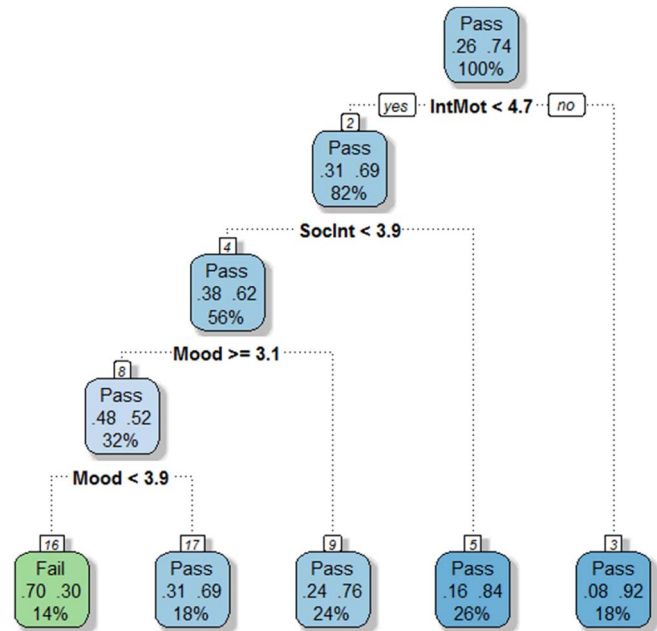 Pass
.26 .74
100%
yes IntMot < 4.7 no
2
Pass
.31 .69
82%
SocInt < 3.9
4
Pass
.38 .62
56%
Mood >= 3.1
8
Pass
.48 .52
32%
Mood < 3.9
16
Fail
.70 .30
14%
17
Pass
.31 .69
18%
9
Pass
.24 .76
24%
5
Pass
.16 .84
26%
3
Pass
.08 .92
18%